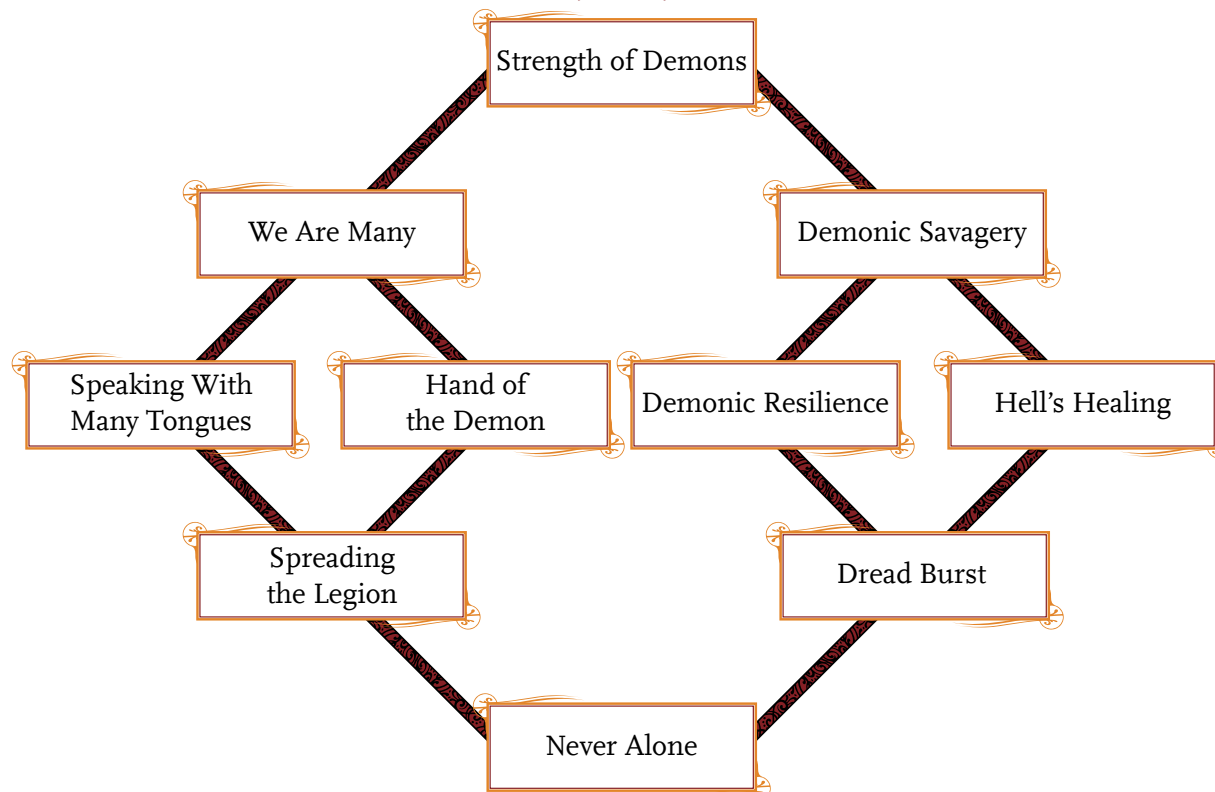 Strength of Demons
We Are Many
Demonic Savagery
Speaking With
Many Tongues
Hand of
the Demon
Demonic Resilience
Hell's Healing
Spreading
the Legion
Dread Burst
Never Alone